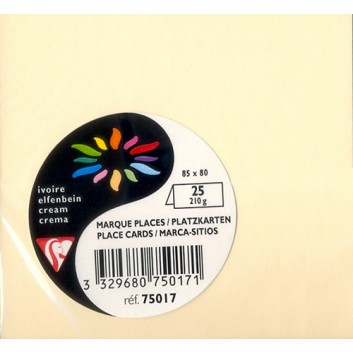 ivoire
elfenbein
cream
crema
85 x 80
25
210 g
MARQUE PLACES / PLATZKARTEN
PLACE CARDS / MARCA-SITIOS
3 329680 750171
réf. 75017